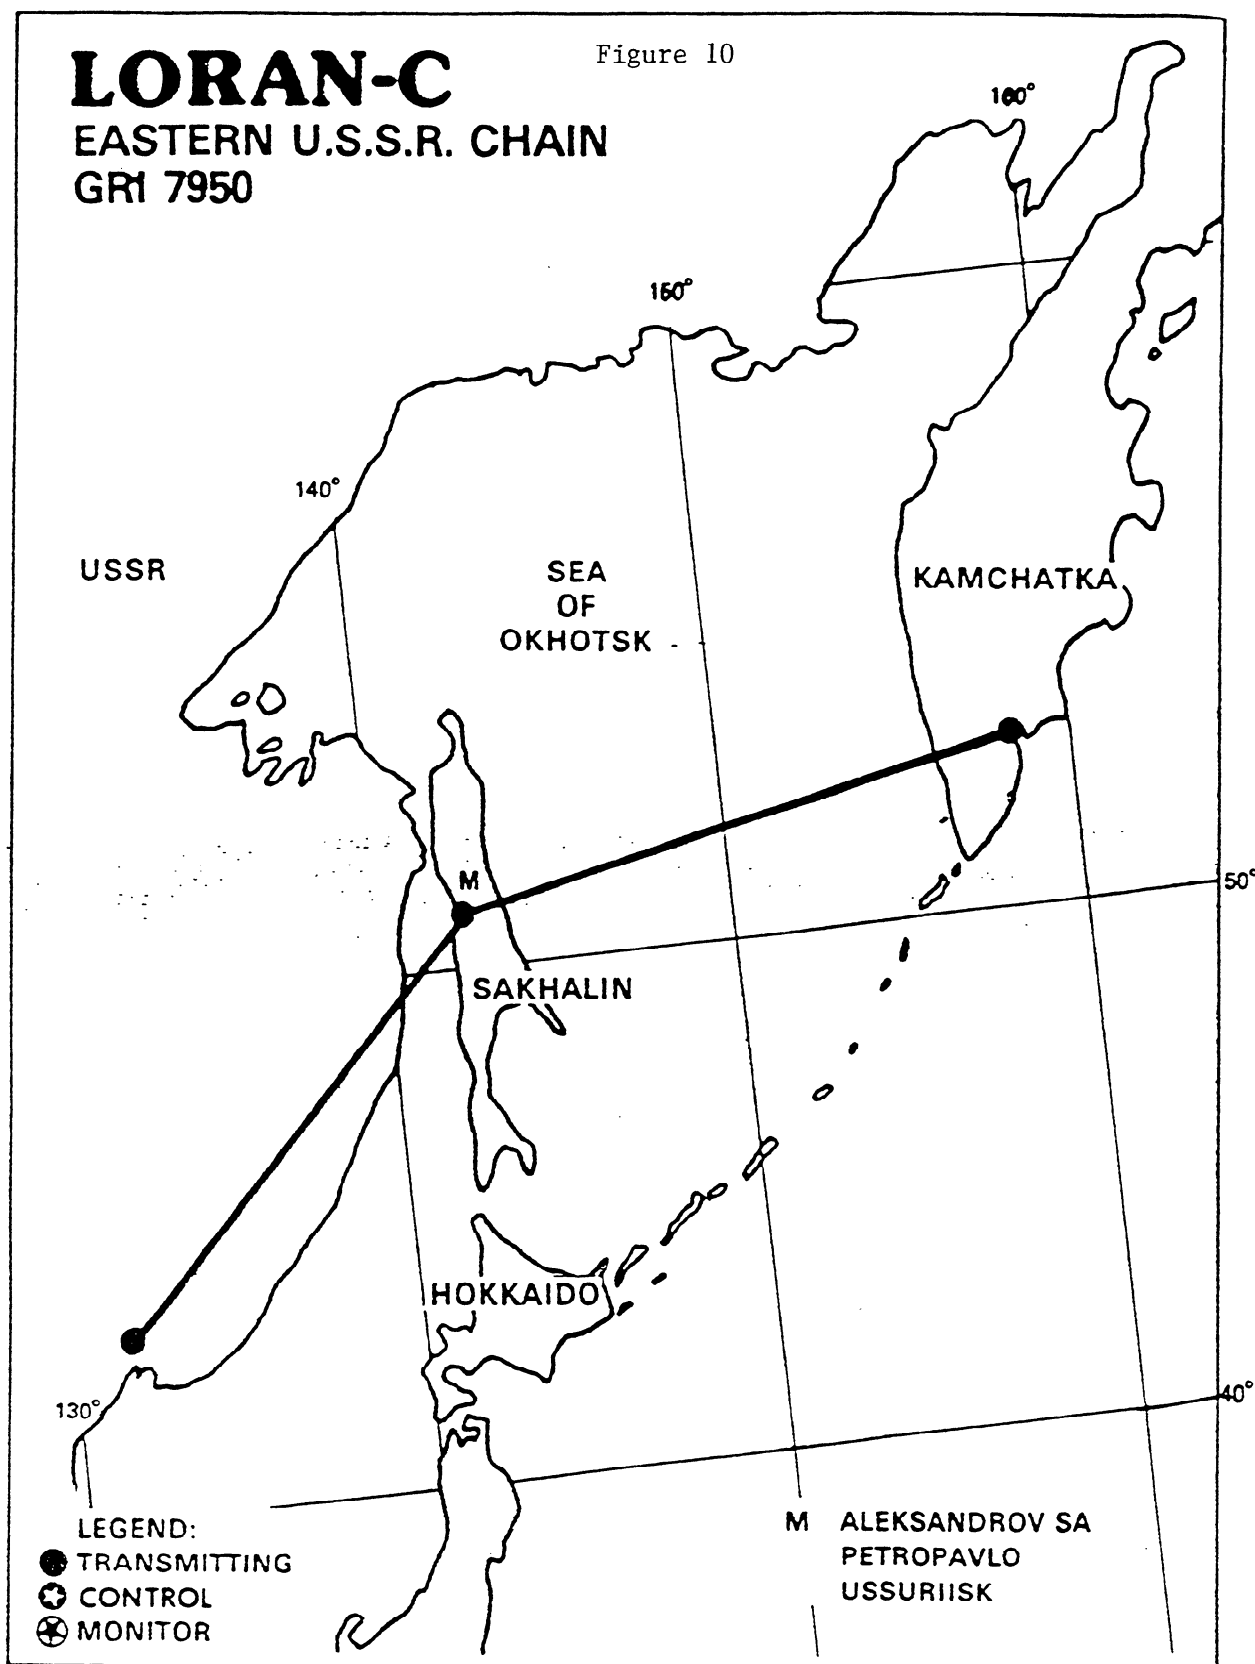 Figure 10
LORAN-C
EASTERN U.S.S.R. CHAIN
GRI 7950
160°
150°
140°
USSR
SEA
OF
OKHOTSK
KAMCHATKA
M
50°
SAKHALIN
HOKKAIDO
40°
130°
LEGEND:
TRANSMITTING
CONTROL
MONITOR
M ALEKSANDROV SA
PETROPAVLO
USSURIISK